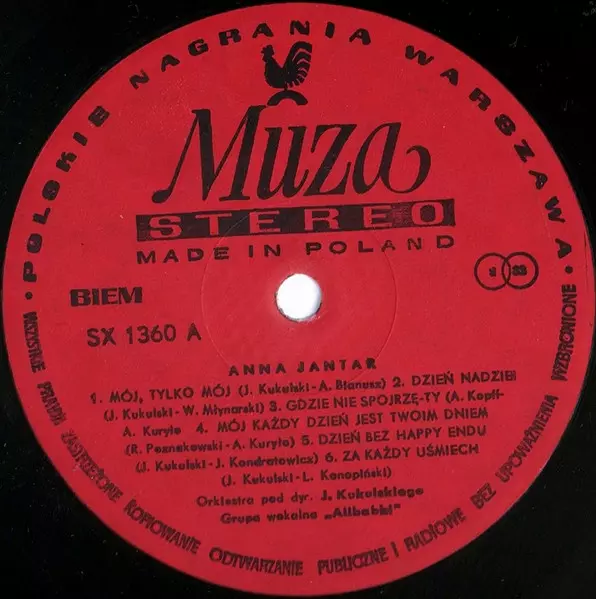 POLSKIE NAGRANIA WARSZAWA
Muza
STEREO
MADE IN POLAND
BIEM
SX 1360 A
33
ANNA JANTAR
1. MÓJ, TYLKO MÓJ (J. Kukulski-A. Bianusz) 2. DZIEŃ NADZIEI
(J. Kukulski-W. Młynarski) 3. GDZIE NIE SPOJRZĘ-TY (A. Kopff-
A. Kuryło) 4. MÓJ KAŻDY DZIEŃ JEST TWOIM DNIEM
(R. Poznakowski-A. Kuryło) 5. DZIEŃ BEZ HAPPY ENDU
(J. Kukulski-J. Kondratowicz) 6. ZA KAŻDY UŚMIECH
(J. Kukulski-L. Konopiński)
Orkiestra pod dyr. J. Kukulskiego
Grupa wokalna „Alibabki"
WSZYSTKIE PRAWA ZASTRZEŻONE KOPIOWANIE ODTWARZANIE PUBLICZNE I RADIOWE BEZ UPOWAŻNIENIA WZBRONIONE